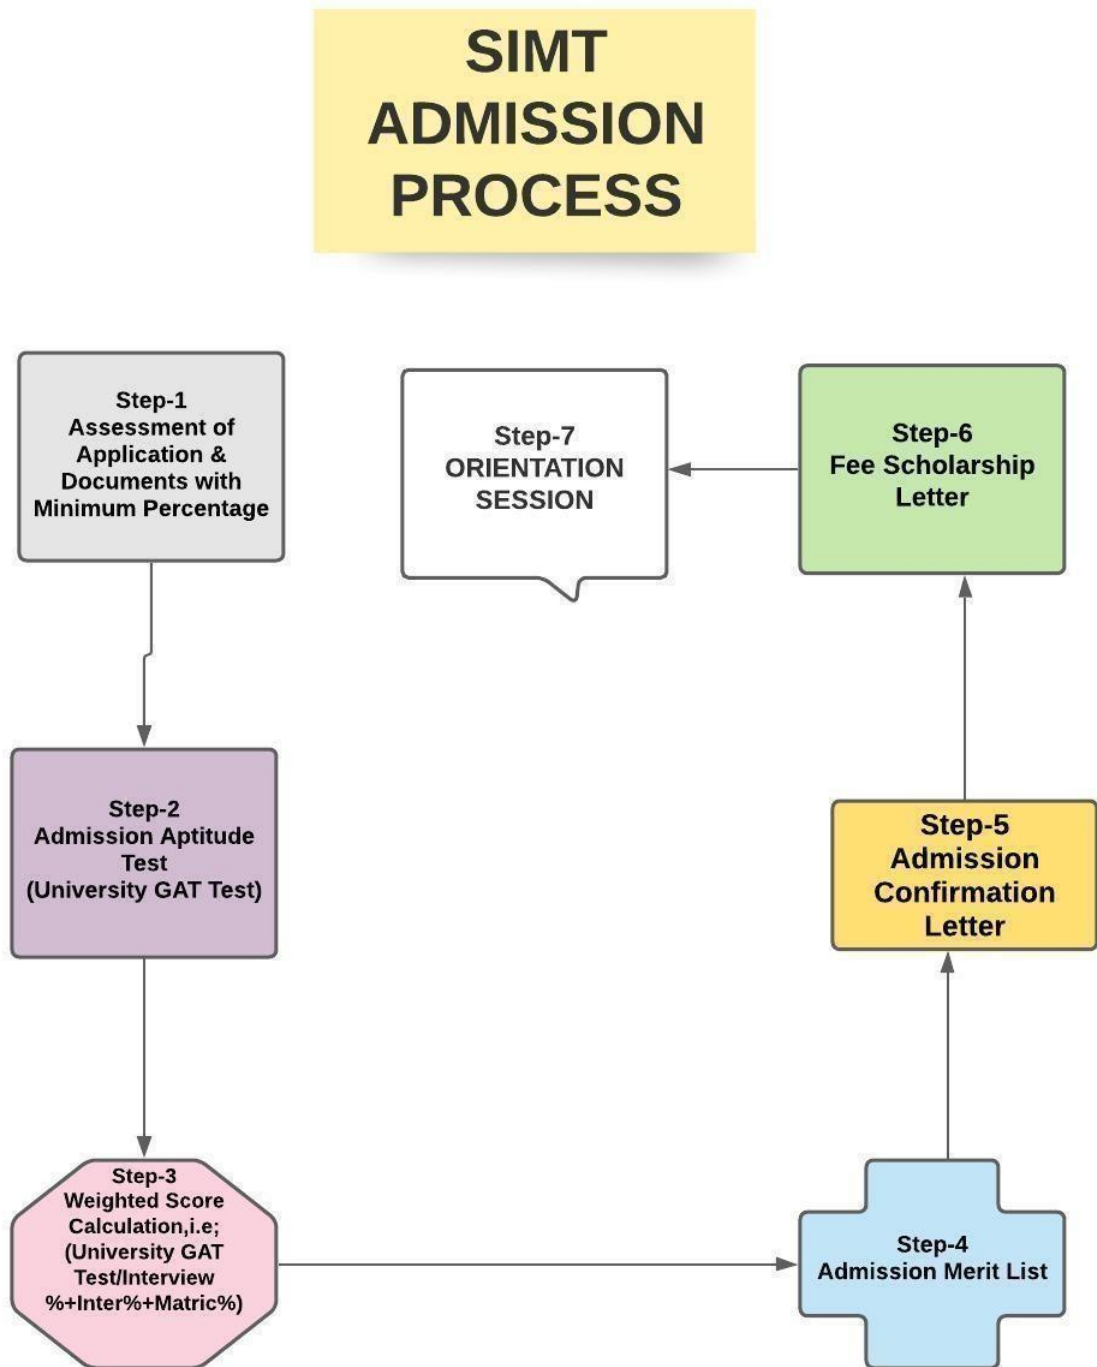 SIMT
ADMISSION
PROCESS
Step-1
Assessment of
Application &
Documents with
Minimum Percentage
Step-2
Admission Aptitude
Test
(University GAT Test)
Step-3
Weighted Score
Calculation,i.e;
(University GAT
Test/Interview
%+Inter%+Matric%)
Step-4
Admission Merit List
Step-5
Admission
Confirmation
Letter
Step-6
Fee Scholarship
Letter
Step-7
ORIENTATION
SESSION